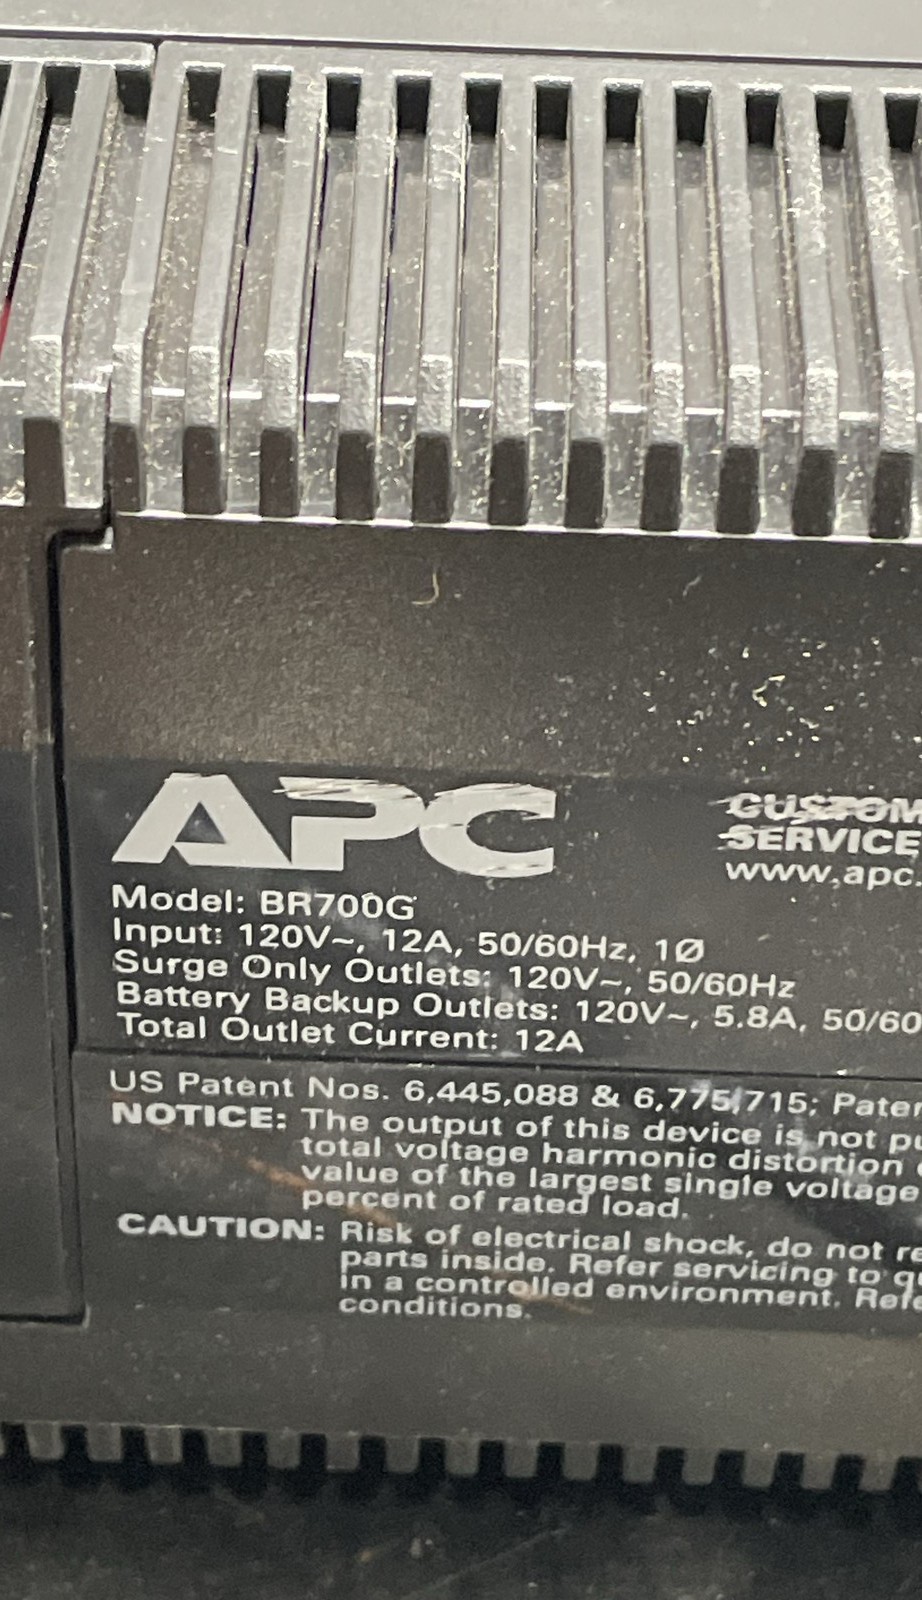 APC
CUSTOM
SERVICE
www.apc.
Model: BR700G
Input: 120V~, 12A, 50/60Hz, 1Ø
Surge Only Outlets: 120V~, 50/60Hz
Battery Backup Outlets: 120V~, 5.8A, 50/60
Total Outlet Current: 12A
US Patent Nos. 6,445,088 & 6,775,715; Paten
NOTICE: The output of this device is not pu
total voltage harmonic distortion
value of the largest single voltage
percent of rated load.
CAUTION: Risk of electrical shock, do not re
parts inside. Refer servicing to qu
in a controlled environment. Refe
conditions.